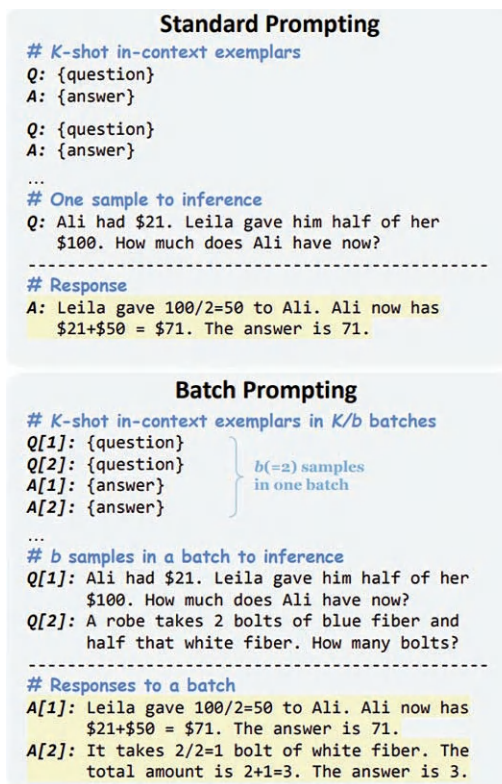 Standard Prompting
# K-shot in-context exemplars
Q: {question}
A: {answer}
Q: {question}
A: {answer}
...
# One sample to inference
Q: Ali had $21. Leila gave him half of her
$100. How much does Ali have now?
# Response
A: Leila gave 100/2=50 to Ali. Ali now has
$21+$50 = $71. The answer is 71.
Batch Prompting
# K-shot in-context exemplars in K/b batches
Q[1]: {question}
Q[2]: {question}
A[1]: {answer}
A[2]: {answer}
b(=2) samples
in one batch
...
# b samples in a batch to inference
Q[1]: Ali had $21. Leila gave him half of her
$100. How much does Ali have now?
Q[2]: A robe takes 2 bolts of blue fiber and
half that white fiber. How many bolts?
# Responses to a batch
A[1]: Leila gave 100/2=50 to Ali. Ali now has
$21+$50 = $71. The answer is 71.
A[2]: It takes 2/2=1 bolt of white fiber. The
total amount is 2+1=3. The answer is 3.